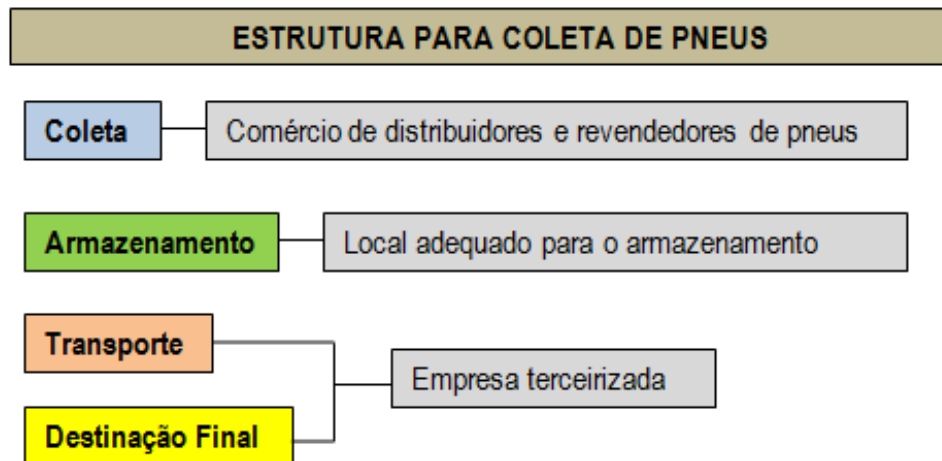 ESTRUTURA PARA COLETA DE PNEUS
Coleta
Comércio de distribuidores e revendedores de pneus
Armazenamento
Local adequado para o armazenamento
Transporte
Empresa terceirizada
Destinação Final